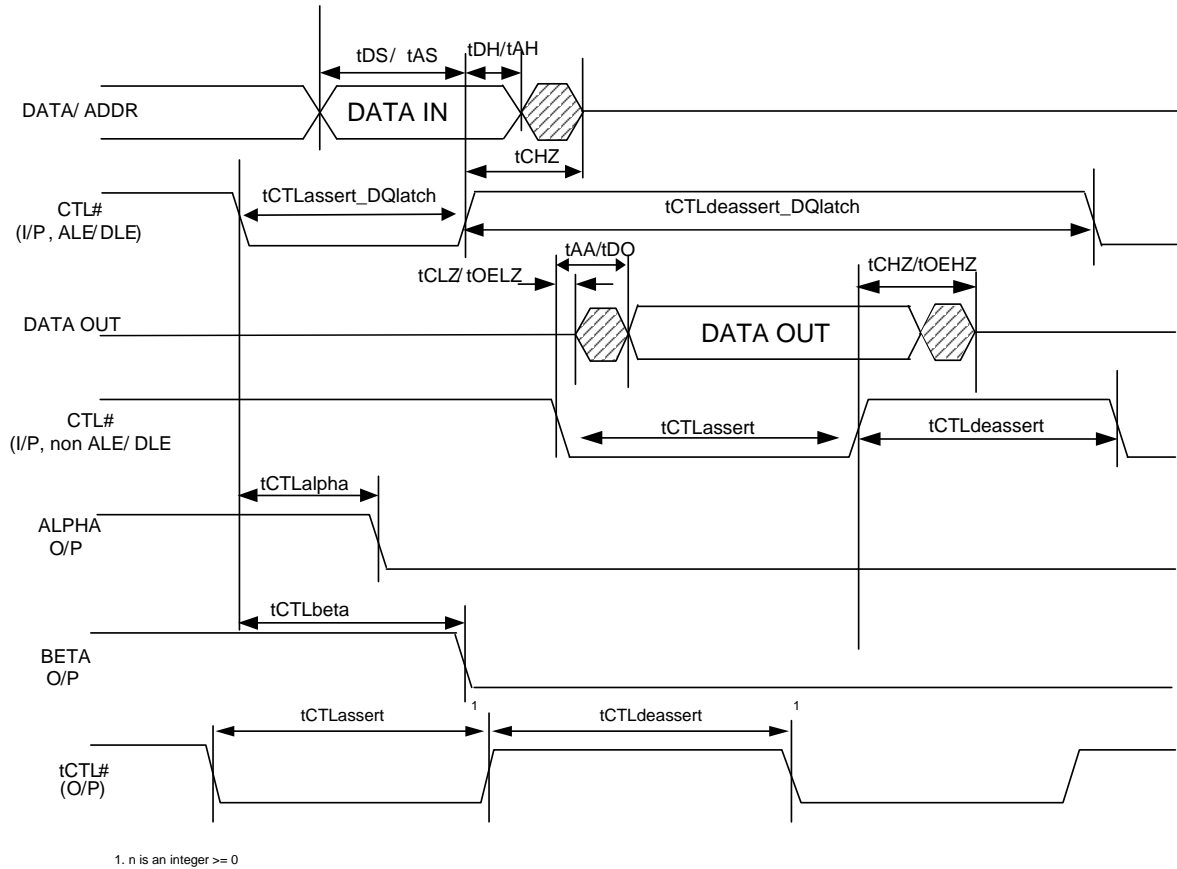 tDS/ tAS
tDH/tAH
DATA/ ADDR
DATA IN
tCHZ
CTL#
(I/P , ALE/ DLE)
tCTLassert_DQlatch
tCTLdeassert_DQlatch
tAA/tDO
tCLZ/ tOELZ
tCHZ/tOEHZ
DATA OUT
DATA OUT
CTL#
(I/P, non ALE/ DLE
tCTLassert
tCTLdeassert
tCTLalpha
ALPHA
O/P
tCTLbeta
BETA
O/P
tCTLassert
1
tCTLdeassert
1
tCTL#
(O/P)
1. n is an integer >= 0